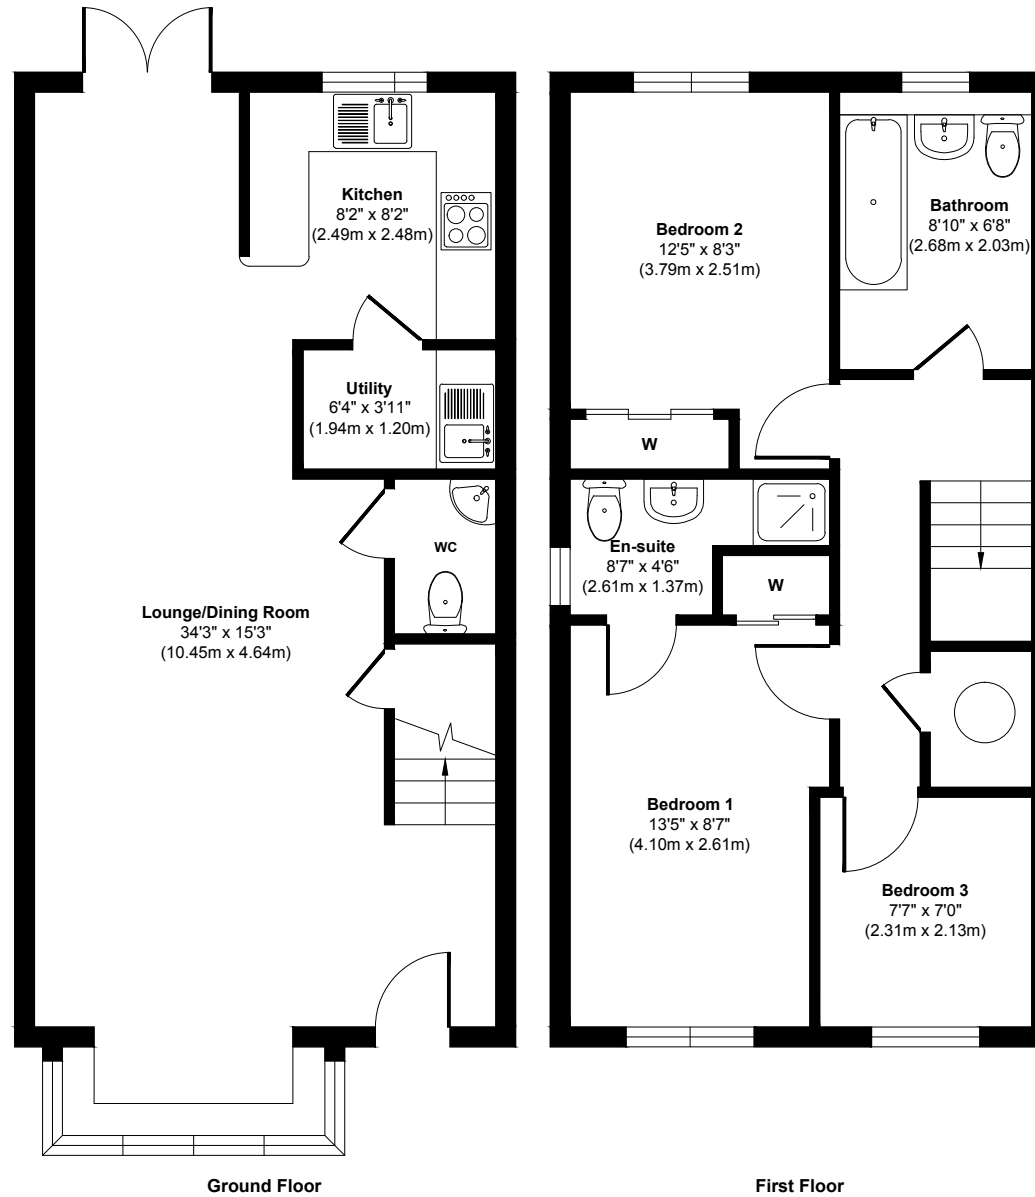 Kitchen
8'2" x 8'2"
(2.49m x 2.48m)
Utility
6'4" x 3'11"
(1.94m x 1.20m)
WC
Lounge/Dining Room
34'3" x 15'3"
(10.45m x 4.64m)
Ground Floor
Bedroom 2
12'5" x 8'3"
(3.79m x 2.51m)
Bathroom
8'10" x 6'8"
(2.68m x 2.03m)
W
En-suite
8'7" x 4'6"
(2.61m x 1.37m)
W
Bedroom 1
13'5" x 8'7"
(4.10m x 2.61m)
Bedroom 3
7'7" x 7'0"
(2.31m x 2.13m)
First Floor